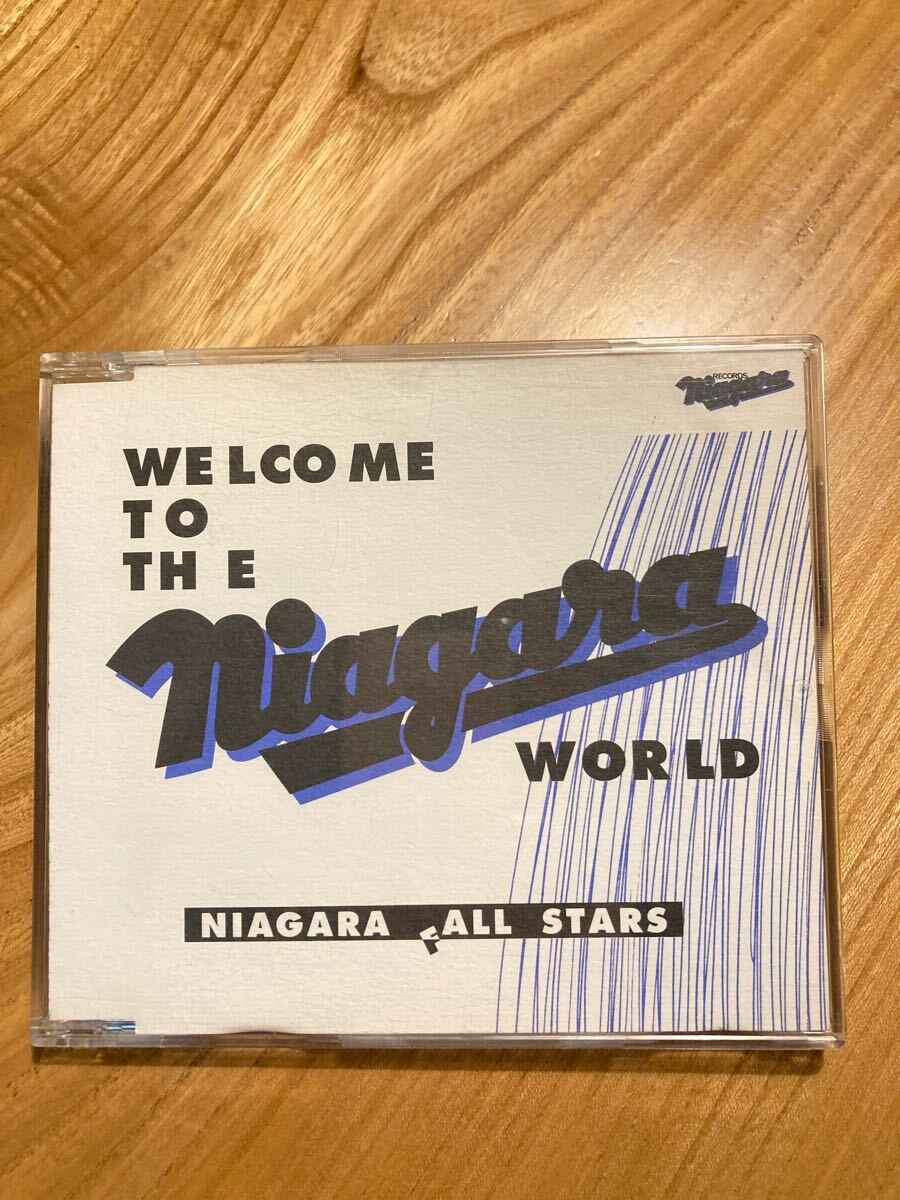 RECORDS
Niagara
WELCOME
TO
THE
Niagara
WORLD
NIAGARA FALL STARS